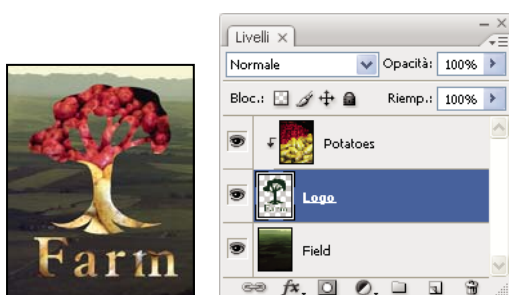 Farm
Livelli
Normale Opacità: 100%
Bloc.: Riemp.: 100%
Potatoes
Logo
Field